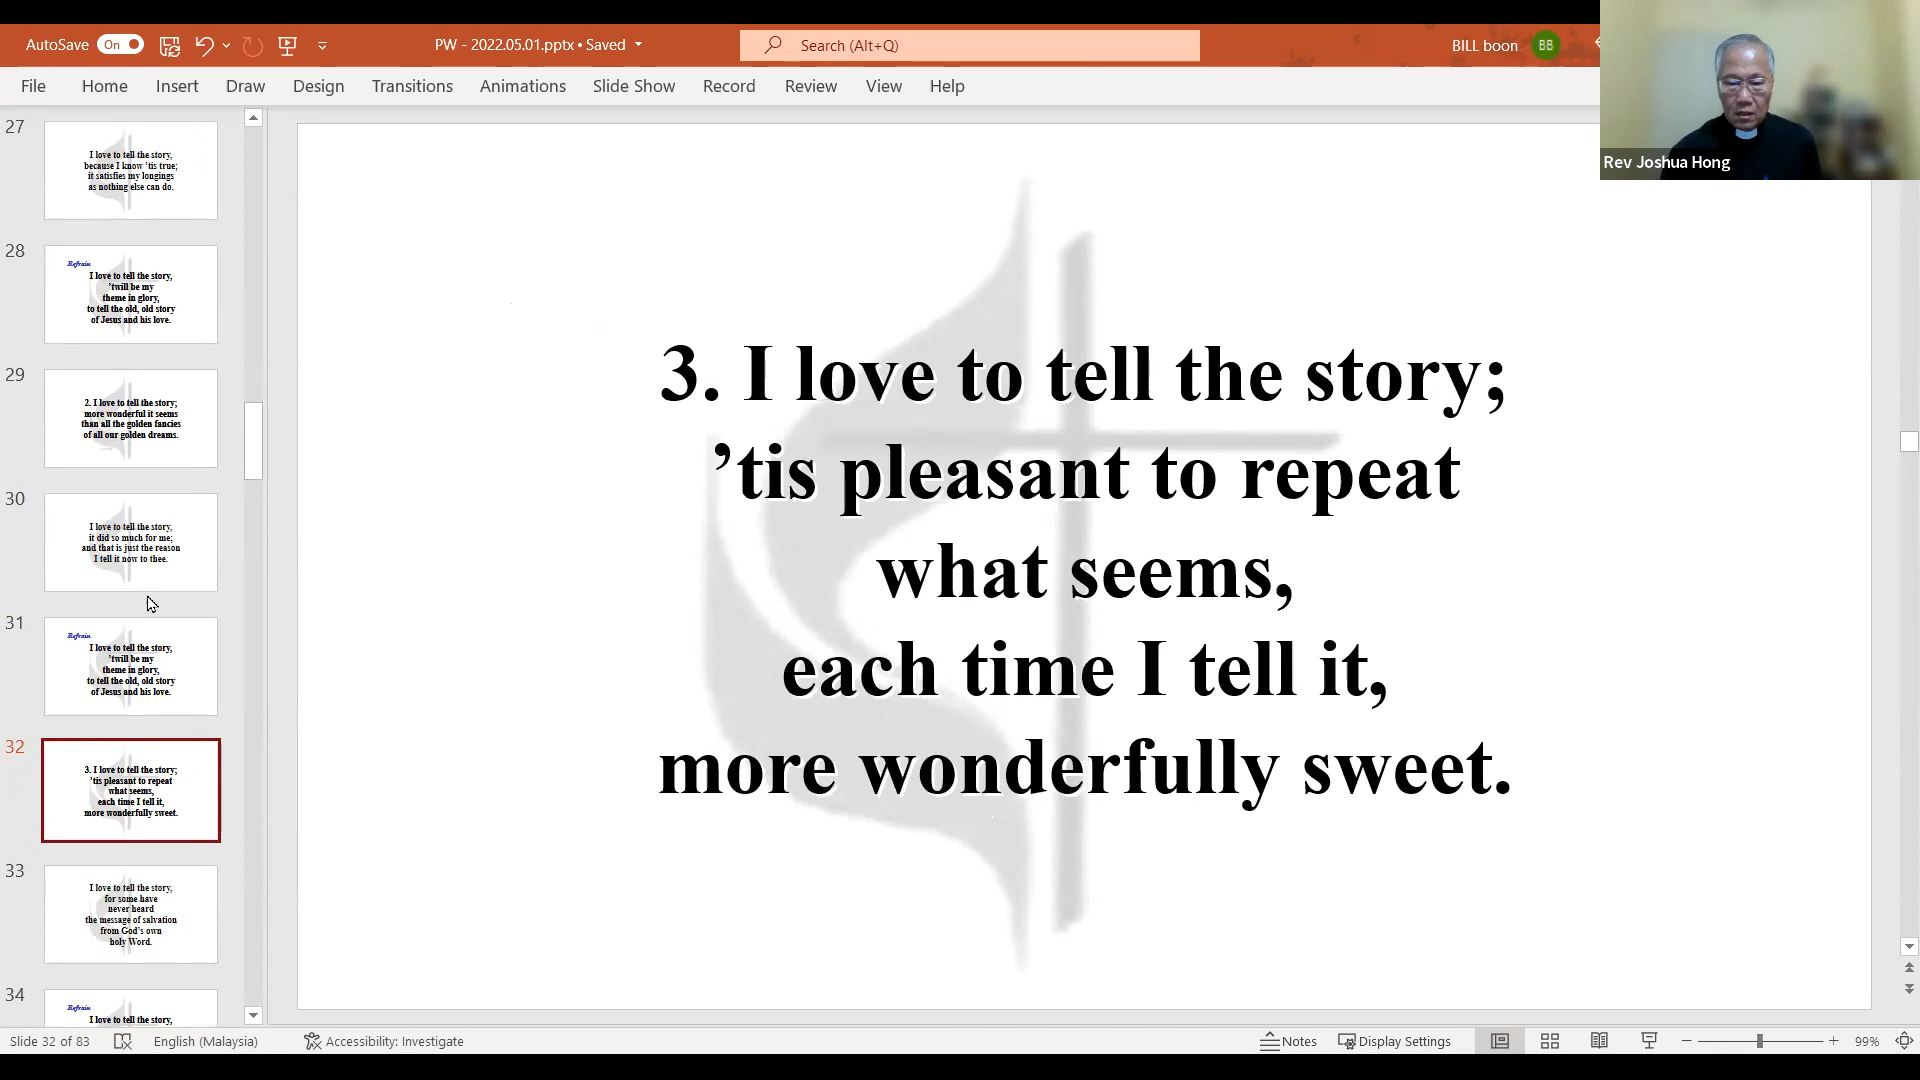 AutoSave On
PW - 2022.05.01.pptx • Saved
Search (Alt+Q)
BILL boon BB
File Home Insert Draw Design Transitions Animations Slide Show Record Review View Help
Rev Joshua Hong
27
I love to tell the story,
because I know ’tis true;
it satisfies my longings
as nothing else can do.
28
Refrain
I love to tell the story,
’twill be my
theme in glory,
to tell the old, old story
of Jesus and his love.
29
2. I love to tell the story;
more wonderful it seems
than all the golden fancies
of all our golden dreams.
30
I love to tell the story,
it did so much for me;
and that is just the reason
I tell it now to thee.
31
Refrain
I love to tell the story,
’twill be my
theme in glory,
to tell the old, old story
of Jesus and his love.
32
3. I love to tell the story;
’tis pleasant to repeat
what seems,
each time I tell it,
more wonderfully sweet.
33
I love to tell the story,
for some have
never heard
the message of salvation
from God’s own
holy Word.
34
Refrain
I love to tell the story,
3. I love to tell the story;
’tis pleasant to repeat
what seems,
each time I tell it,
more wonderfully sweet.
Slide 32 of 83 English (Malaysia) Accessibility: Investigate Notes Display Settings 99%